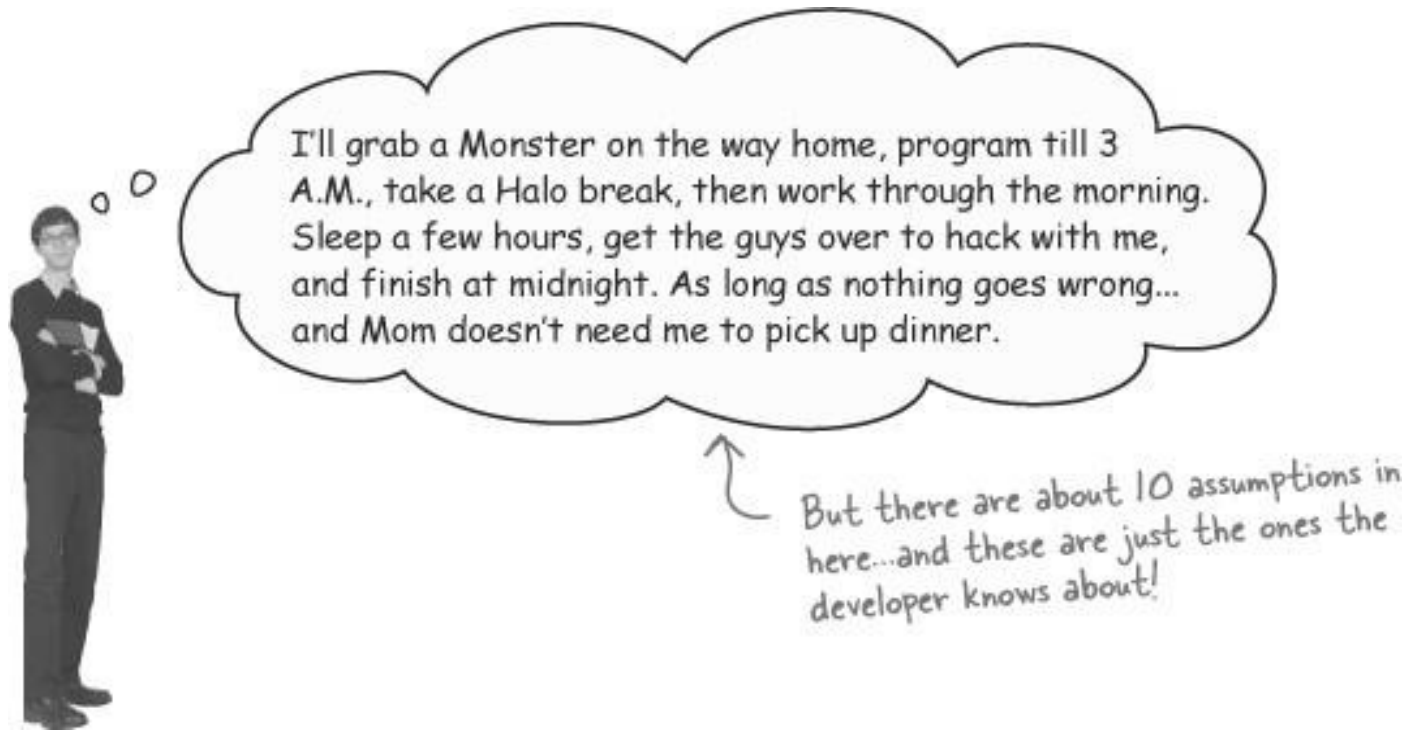 I'll grab a Monster on the way home, program till 3
A.M., take a Halo break, then work through the morning.
Sleep a few hours, get the guys over to hack with me,
and finish at midnight. As long as nothing goes wrong...
and Mom doesn't need me to pick up dinner.
But there are about 10 assumptions in
here...and these are just the ones the
developer knows about!